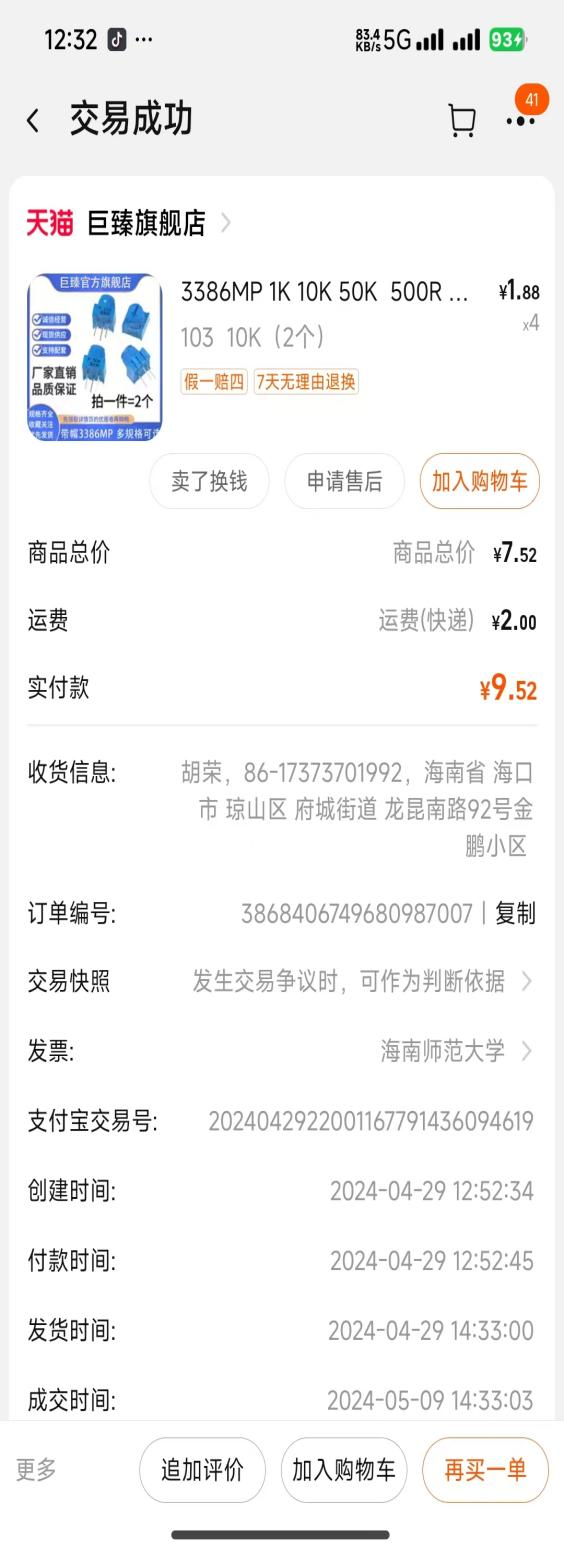 12:32
83.4 KB/s 5G 93
交易成功
41
天猫 巨臻旗舰店
巨臻官方旗舰店
诚信经营
现货供应
支持配套
厂家直销
品质保证
拍一件=2个
规格齐全
收藏关注
优先发货
带帽3386MP 多规格可选
3386MP 1K 10K 50K 500R ... ¥1.88
103 10K（2个） x4
假一赔四 7天无理由退换
卖了换钱 申请售后 加入购物车
商品总价 商品总价 ¥7.52
运费 运费(快递) ¥2.00
实付款 ¥9.52
收货信息: 胡荣，86-17373701992，海南省 海口
市 琼山区 府城街道 龙昆南路92号金
鹏小区
订单编号: 3868406749680987007 | 复制
交易快照 发生交易争议时，可作为判断依据
发票: 海南师范大学
支付宝交易号: 2024042922001167791436094619
创建时间: 2024-04-29 12:52:34
付款时间: 2024-04-29 12:52:45
发货时间: 2024-04-29 14:33:00
成交时间: 2024-05-09 14:33:03
更多 追加评价 加入购物车 再买一单